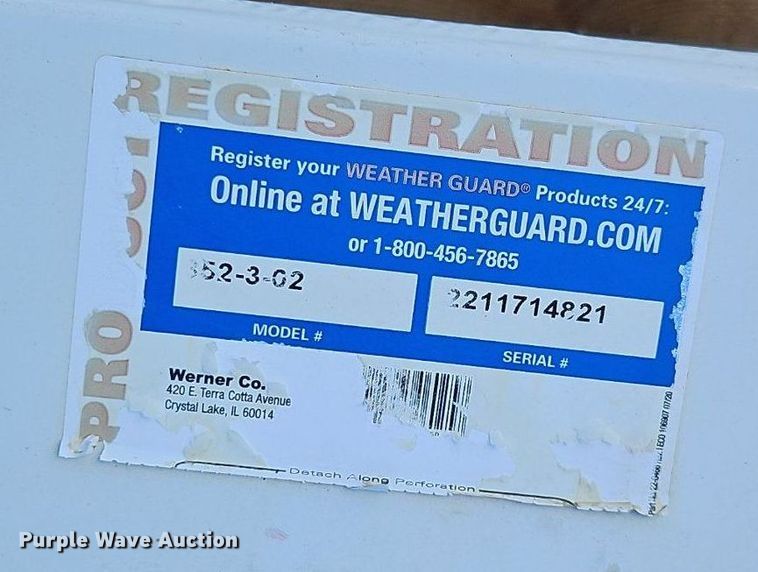 REGISTRATION
PRO
Register your WEATHER GUARD® Products 24/7:
Online at WEATHERGUARD.COM
or 1-800-456-7865
52-3-02
2211714821
MODEL #
SERIAL #
Werner Co.
420 E. Terra Cotta Avenue
Crystal Lake, IL 60014
Detach Along Perforation
Purple Wave Auction